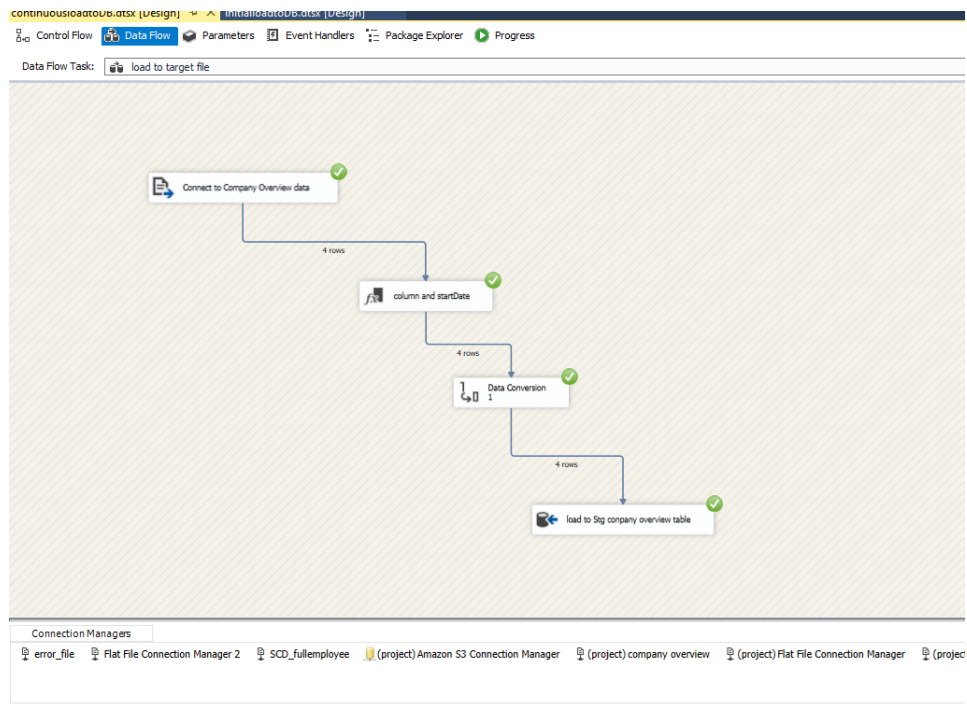 continuousloadtoDB.dtsx [Design] initialloadtoDB.dtsx [Design]
Control Flow Data Flow Parameters Event Handlers Package Explorer Progress
Data Flow Task: load to target file
Connect to Company Overview data
4 rows
column and startDate
4 rows
Data Conversion
1
4 rows
load to Stg conpany overview table
Connection Managers
error_file Flat File Connection Manager 2 SCD_fullemployee (project) Amazon S3 Connection Manager (project) company overview (project) Flat File Connection Manager (project